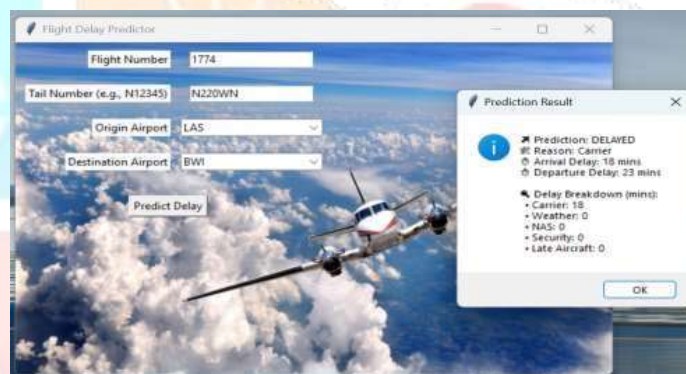 Flight Delay Predictor
Flight Number 1774
Tail Number (e.g., N12345) N220WN
Origin Airport LAS
Destination Airport BWI
Predict Delay
Prediction Result
Prediction: DELAYED
Reason: Carrier
Arrival Delay: 18 mins
Departure Delay: 23 mins
Delay Breakdown (mins):
• Carrier: 18
• Weather: 0
• NAS: 0
• Security: 0
• Late Aircraft: 0
OK